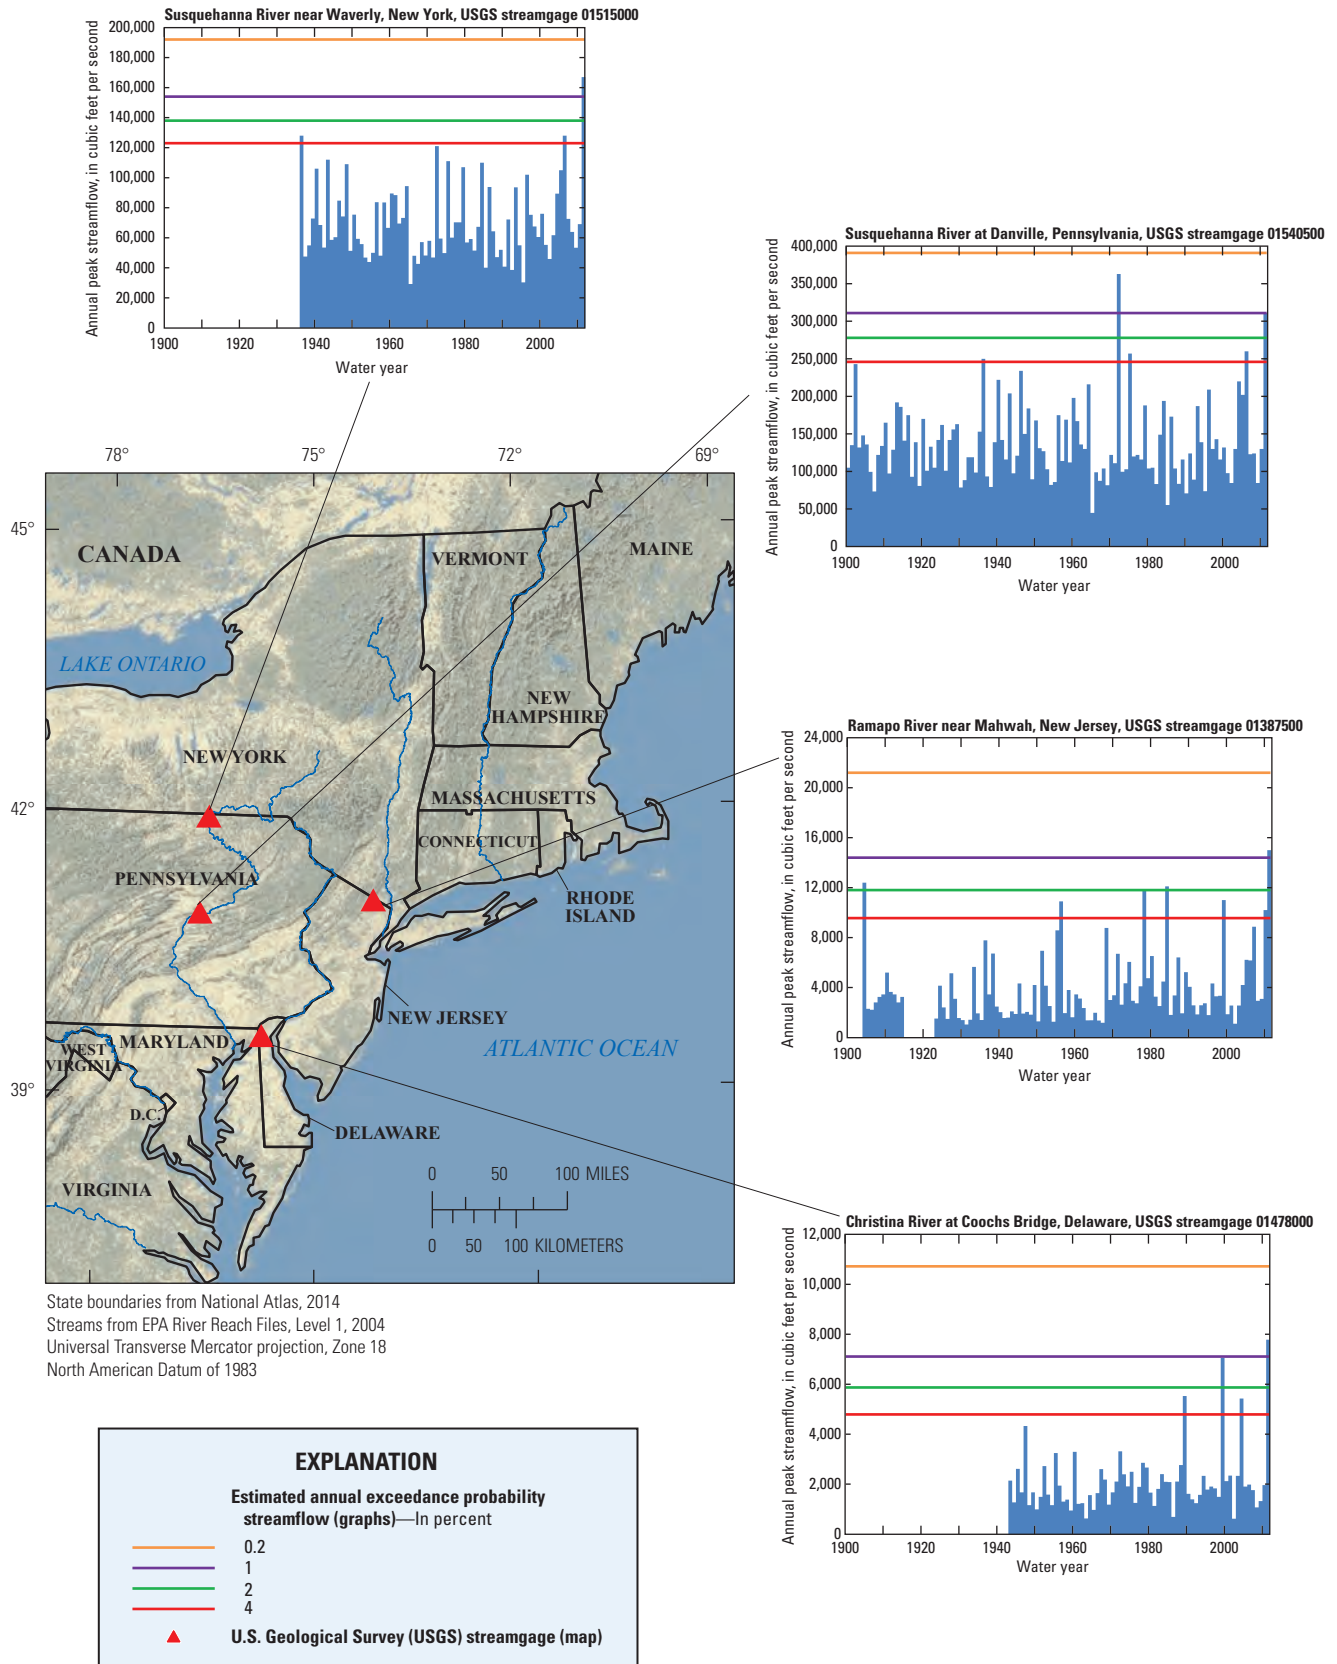 Susquehanna River near Waverly, New York, USGS streamgage 01515000
Annual peak streamflow, in cubic feet per second
200,000
180,000
160,000
140,000
120,000
100,000
80,000
60,000
40,000
20,000
0
1900 1920 1940 1960 1980 2000
Water year
Susquehanna River at Danville, Pennsylvania, USGS streamgage 01540500
Annual peak streamflow, in cubic feet per second
400,000
350,000
300,000
250,000
200,000
150,000
100,000
50,000
0
1900 1920 1940 1960 1980 2000
Water year
78° 75° 72° 69°
45°
42°
39°
CANADA
VERMONT
MAINE
LAKE ONTARIO
NEW
HAMPSHIRE
NEW YORK
MASSACHUSETTS
CONNECTICUT
PENNSYLVANIA
RHODE
ISLAND
NEW JERSEY
MARYLAND
WEST
VIRGINIA
ATLANTIC OCEAN
D.C.
DELAWARE
VIRGINIA
0 50 100 MILES
0 50 100 KILOMETERS
Ramapo River near Mahwah, New Jersey, USGS streamgage 01387500
Annual peak streamflow, in cubic feet per second
24,000
20,000
16,000
12,000
8,000
4,000
0
1900 1920 1940 1960 1980 2000
Water year
Christina River at Coochs Bridge, Delaware, USGS streamgage 01478000
Annual peak streamflow, in cubic feet per second
12,000
10,000
8,000
6,000
4,000
2,000
0
1900 1920 1940 1960 1980 2000
Water year
State boundaries from National Atlas, 2014
Streams from EPA River Reach Files, Level 1, 2004
Universal Transverse Mercator projection, Zone 18
North American Datum of 1983
EXPLANATION
Estimated annual exceedance probability
streamflow (graphs)—In percent
0.2
1
2
4
U.S. Geological Survey (USGS) streamgage (map)